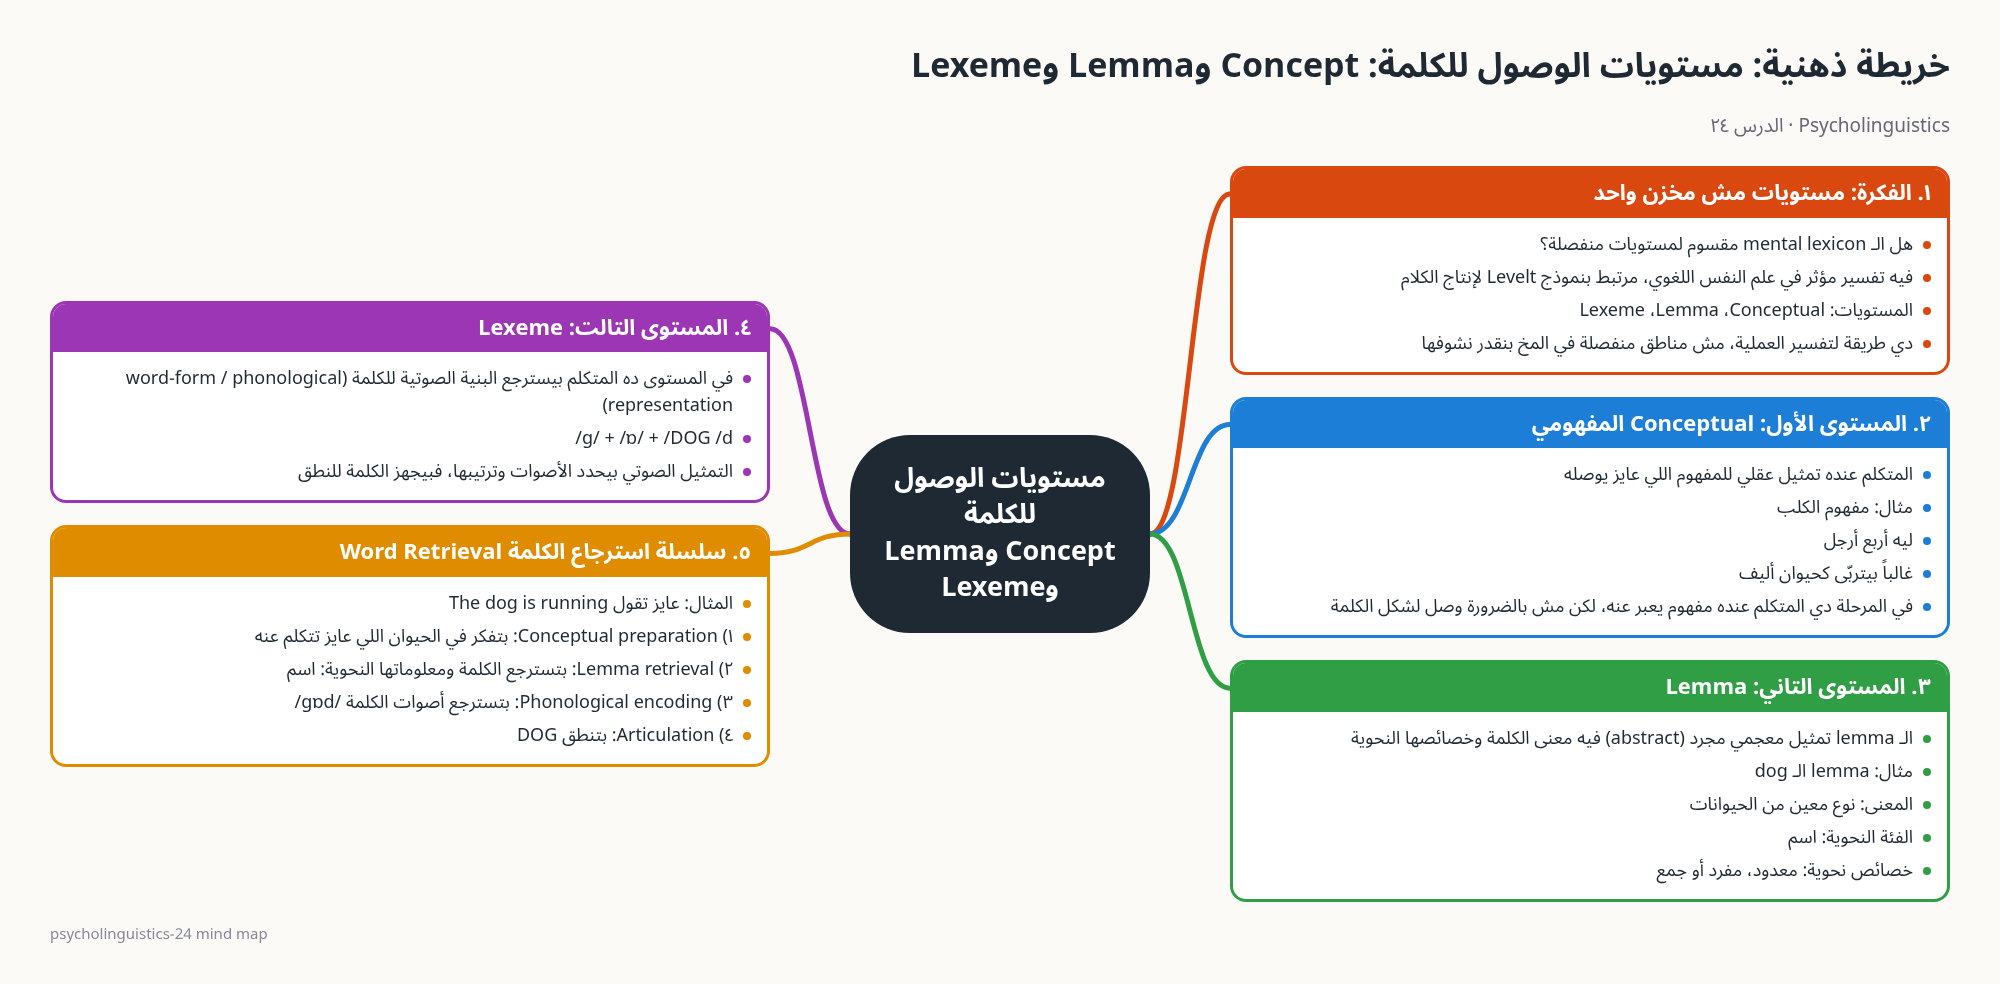 خريطة ذهنية: مستويات الوصول للكلمة: Concept وLemma وLexeme
Psycholinguistics · الدرس ٢٤
١. الفكرة: مستويات مش مخزن واحد
هل الـ mental lexicon مقسوم لمستويات منفصلة؟
فيه تفسير مؤثر في علم النفس اللغوي، مرتبط بنموذج Levelt لإنتاج الكلام
المستويات: Conceptual، Lemma، Lexeme
دي طريقة لتفسير العملية، مش مناطق منفصلة في المخ بنقدر نشوفها
٢. المستوى الأول: Conceptual المفهومي
المتكلم عنده تمثيل عقلي للمفهوم اللي عايز يوصله
مثال: مفهوم الكلب
ليه أربع أرجل
غالباً بيتربّى كحيوان أليف
في المرحلة دي المتكلم عنده مفهوم يعبر عنه، لكن مش بالضرورة وصل لشكل الكلمة
٣. المستوى التاني: Lemma
الـ lemma تمثيل معجمي مجرد (abstract) فيه معنى الكلمة وخصائصها النحوية
مثال: lemma الـ dog
المعنى: نوع معين من الحيوانات
الفئة النحوية: اسم
خصائص نحوية: معدود، مفرد أو جمع
٤. المستوى التالت: Lexeme
في المستوى ده المتكلم بيسترجع البنية الصوتية للكلمة (word-form / phonological
representation)
DOG /d/ + /ɒ/ + /g/
التمثيل الصوتي بيحدد الأصوات وترتيبها، فبيجهز الكلمة للنطق
٥. سلسلة استرجاع الكلمة Word Retrieval
المثال: عايز تقول The dog is running
١) Conceptual preparation: بتفكر في الحيوان اللي عايز تتكلم عنه
٢) Lemma retrieval: بتسترجع الكلمة ومعلوماتها النحوية: اسم
٣) Phonological encoding: بتسترجع أصوات الكلمة /gɒd/
٤) Articulation: بتنطق DOG
مستويات الوصول
للكلمة
Concept وLemma
وLexeme
psycholinguistics-24 mind map